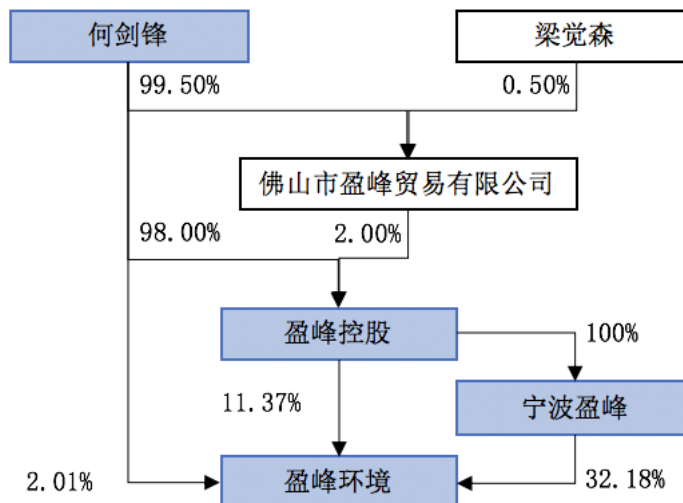 何剑锋
梁觉森
99.50%
0.50%
佛山市盈峰贸易有限公司
98.00%
2.00%
盈峰控股
100%
11.37%
宁波盈峰
2.01%
盈峰环境
32.18%